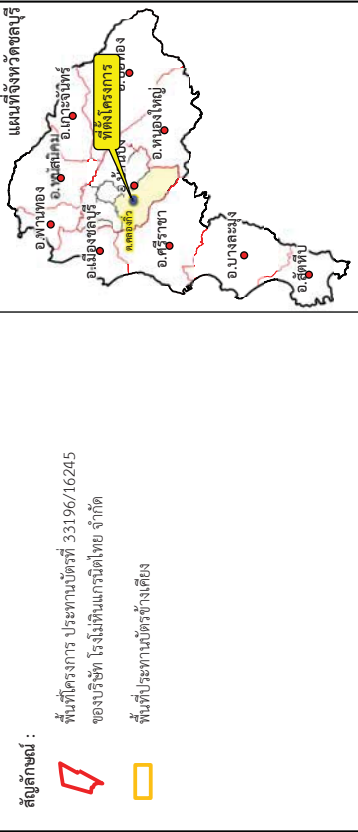 สัญลักษณ์ :
พื้นที่โครงการ ประทานบัตรที่ 33196/16245
ของบริษัท โรงโม่หินแกรนิตไทย จำกัด
พื้นที่ประทานบัตรข้างเคียง
แผนที่จังหวัดชลบุรี
อ.พานทอง
อ.พนัสนิคม
อ.เกาะจันทร์
อ.เมืองชลบุรี
ที่ตั้งโครงการ
ต.คลองกิ่ว
อ.หนองใหญ่
อ.ศรีราชา
อ.บางละมุง
อ.สัตหีบ